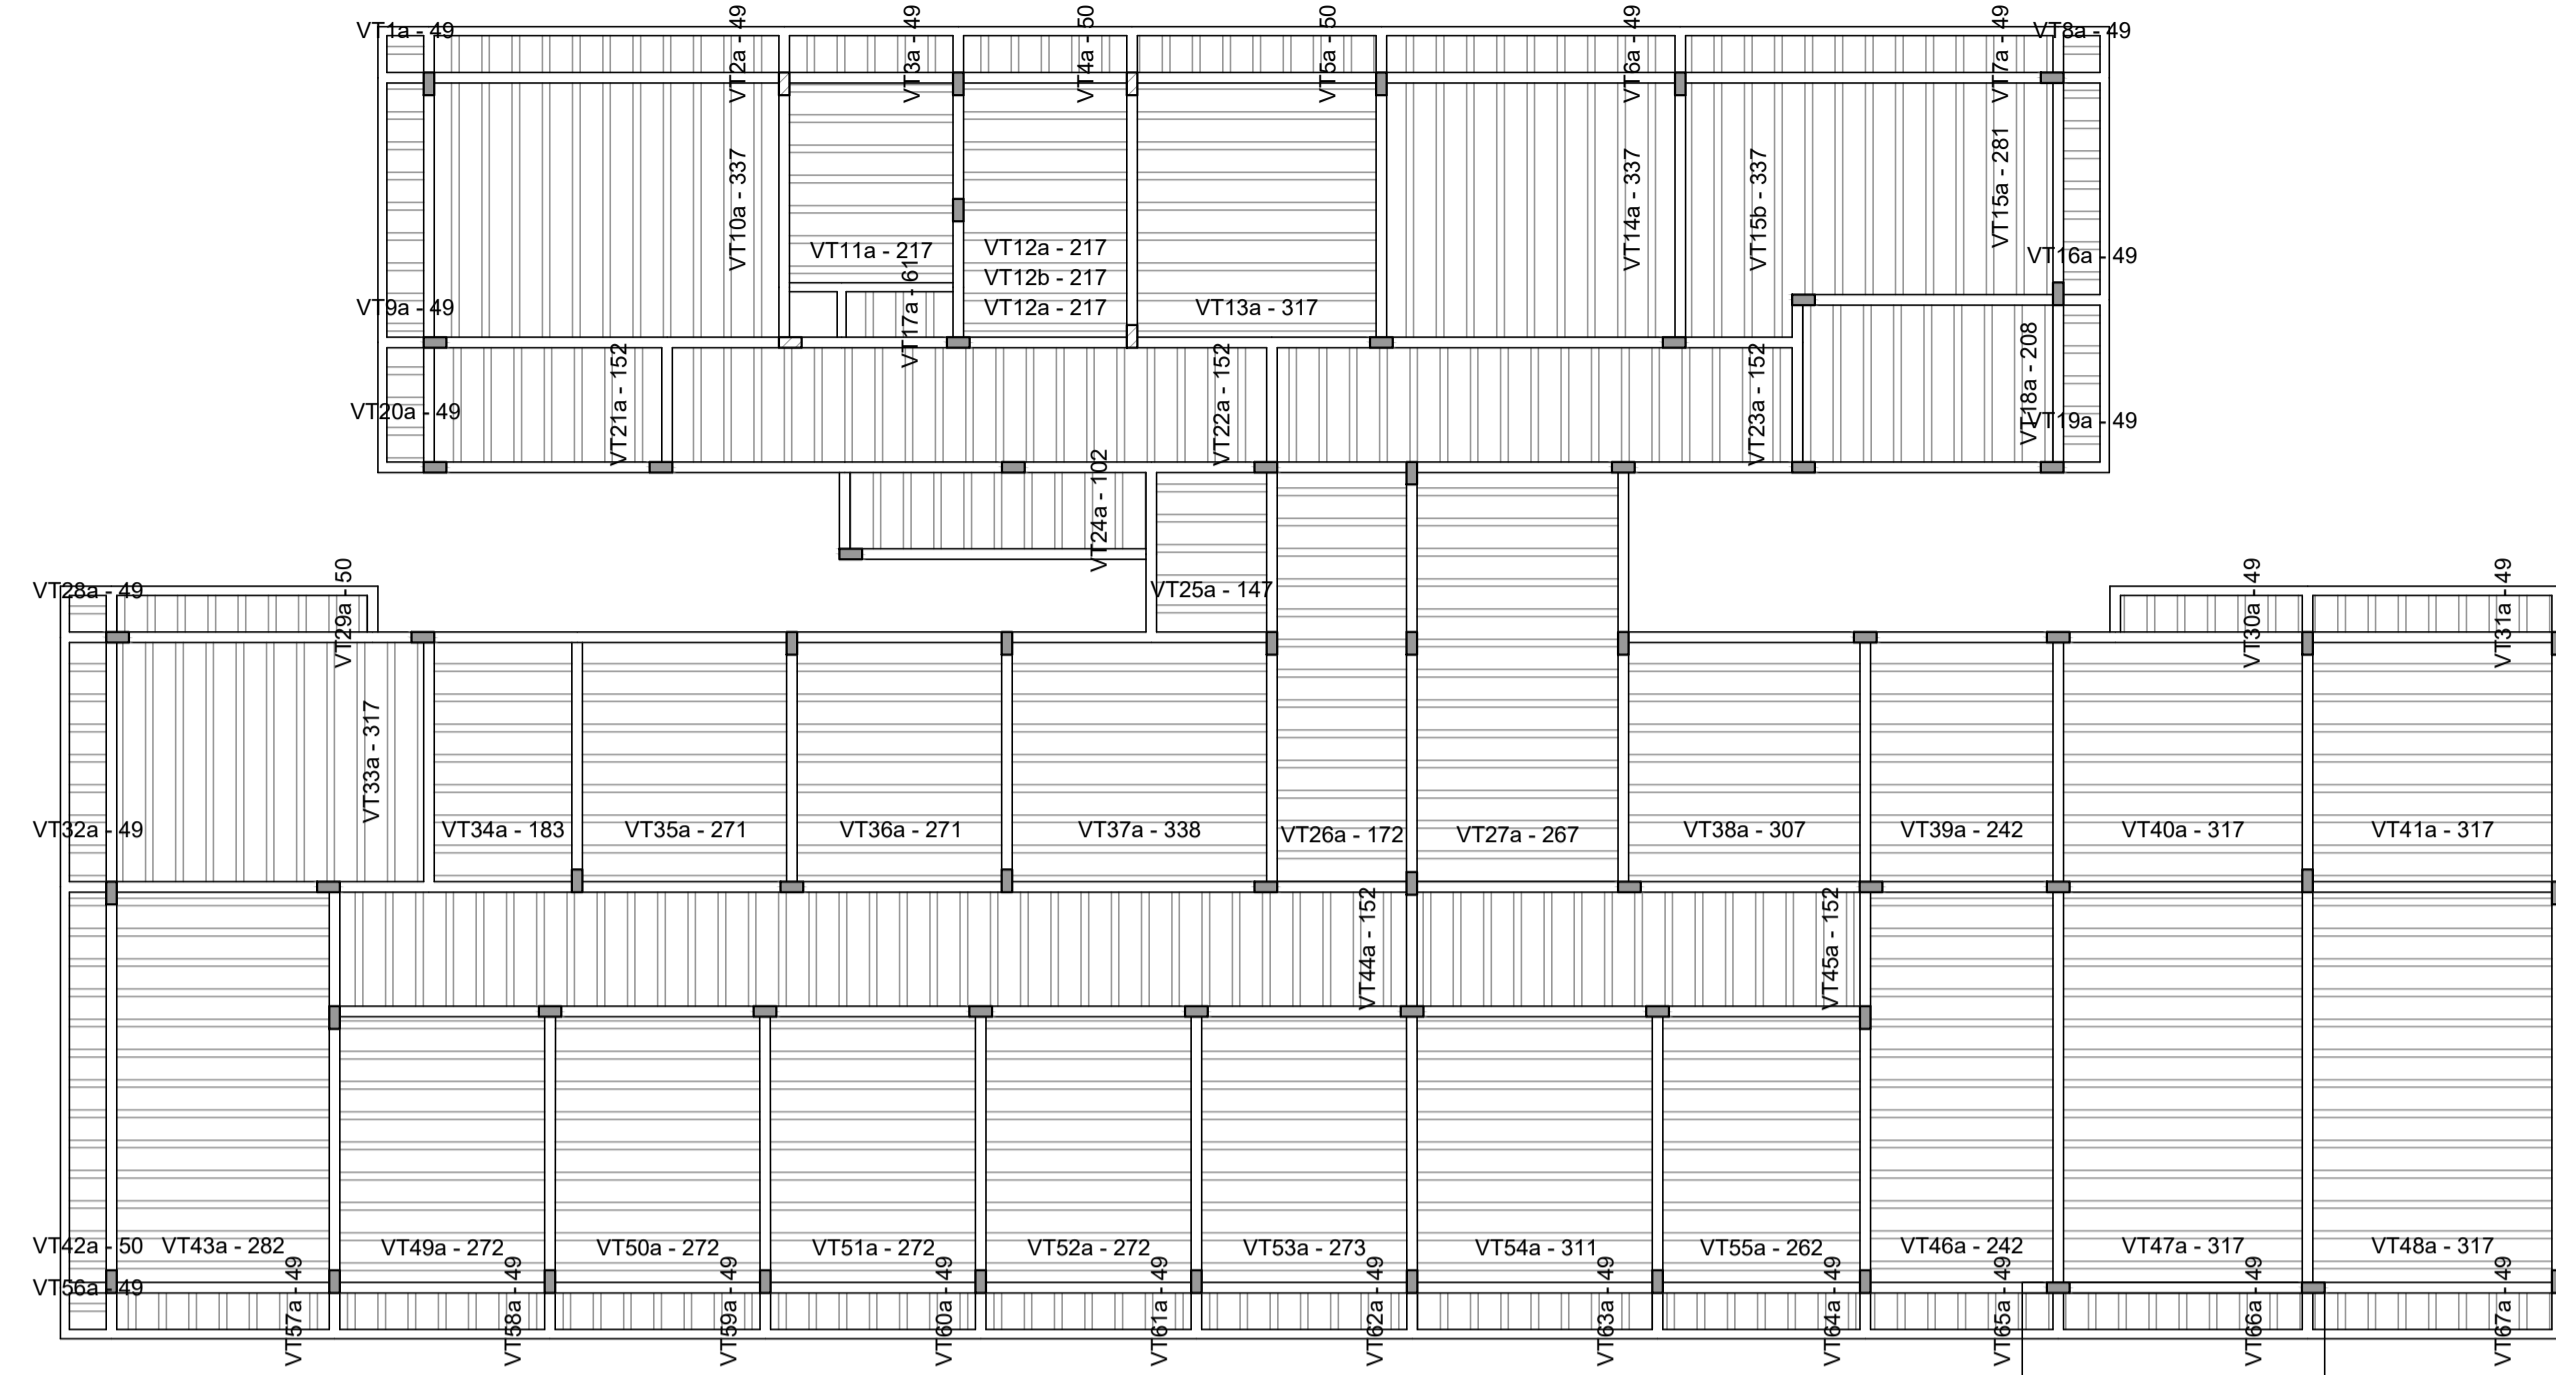 VT1a - 49
VT2a - 49
VT3a - 49
VT4a - 50
VT5a - 50
VT6a - 49
VT7a - 49
VT8a - 49
VT9a - 49
VT10a - 337
VT11a - 217
VT12a - 217
VT12b - 217
VT12a - 217
VT13a - 317
VT14a - 337
VT15b - 337
VT15a - 281
VT16a - 49
VT17a - 61
VT18a - 208
VT19a - 49
VT20a - 49
VT21a - 152
VT22a - 152
VT23a - 152
VT24a - 102
VT25a - 147
VT28a - 49
VT29a - 50
VT30a - 49
VT31a - 49
VT32a - 49
VT33a - 317
VT34a - 183
VT35a - 271
VT36a - 271
VT37a - 338
VT26a - 172
VT27a - 267
VT38a - 307
VT39a - 242
VT40a - 317
VT41a - 317
VT44a - 152
VT45a - 152
VT42a - 50
VT43a - 282
VT49a - 272
VT50a - 272
VT51a - 272
VT52a - 272
VT53a - 273
VT54a - 311
VT55a - 262
VT46a - 242
VT47a - 317
VT48a - 317
VT56a - 49
VT57a - 49
VT58a - 49
VT59a - 49
VT60a - 49
VT61a - 49
VT62a - 49
VT63a - 49
VT64a - 49
VT65a - 49
VT66a - 49
VT67a - 49